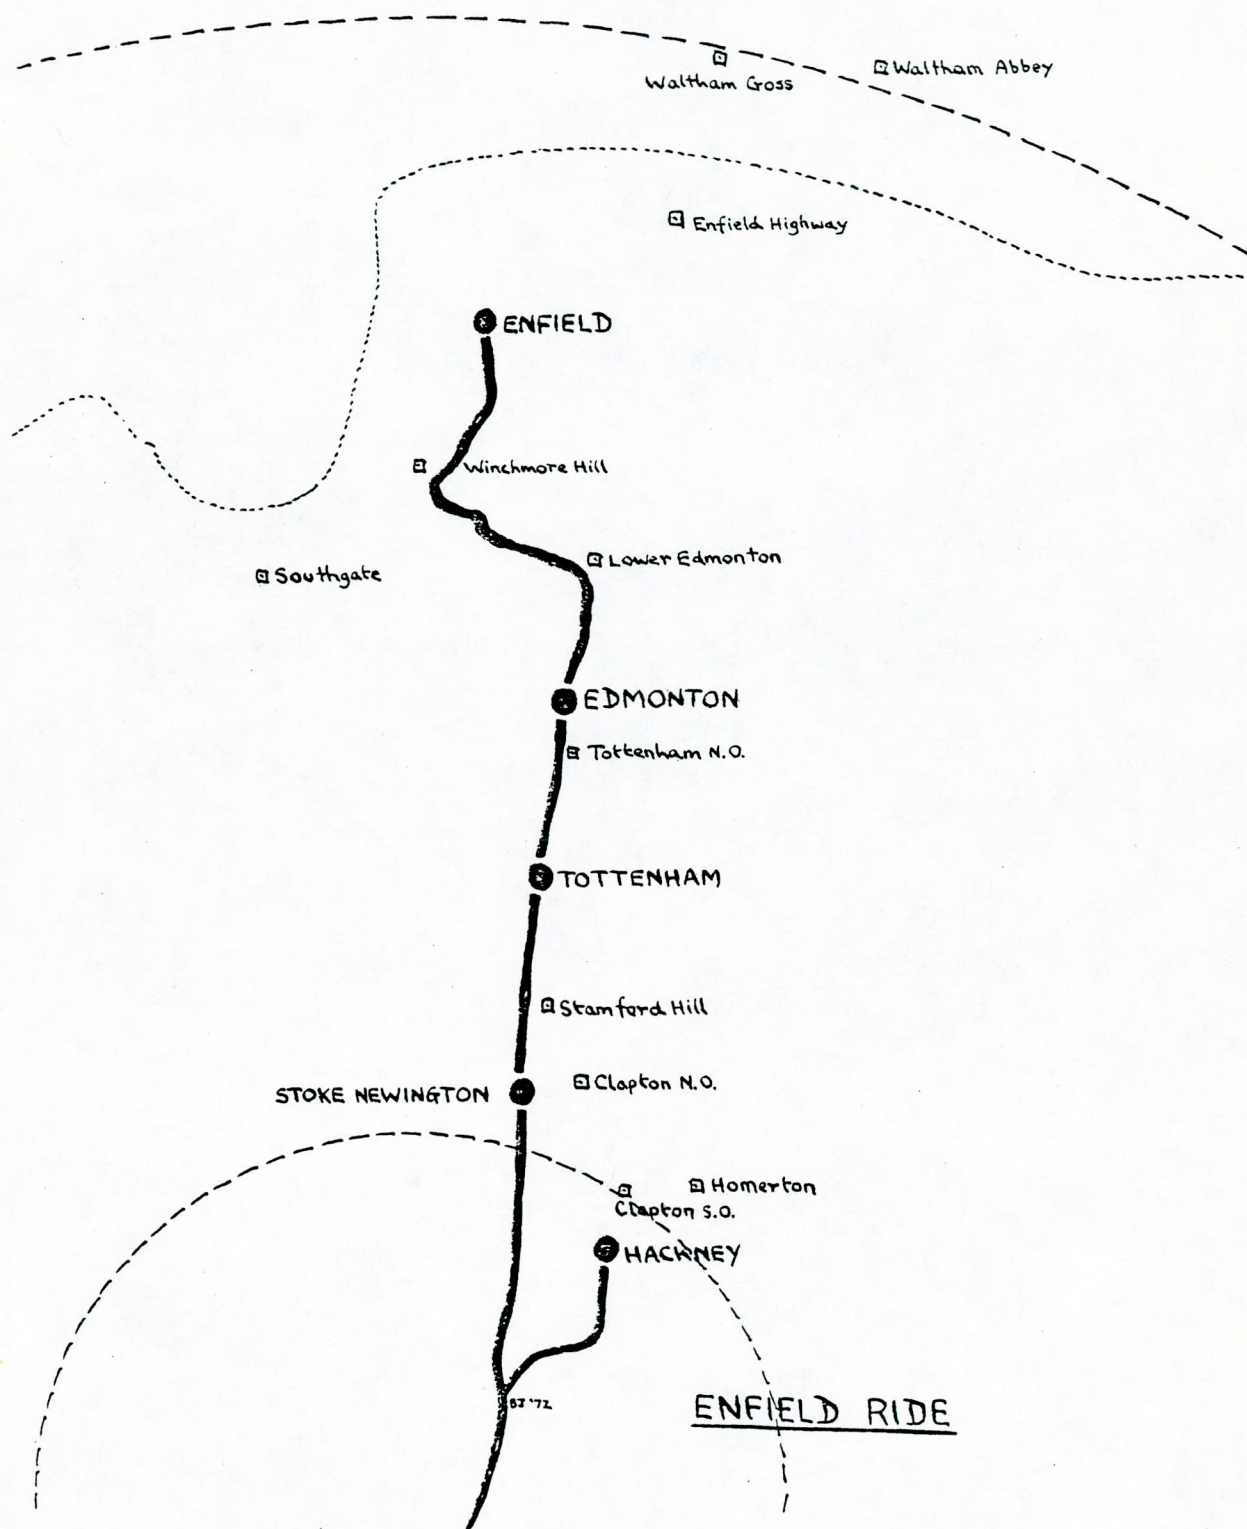 Waltham Abbey
Waltham Cross
Enfield Highway
ENFIELD
Winchmore Hill
Lower Edmonton
Southgate
EDMONTON
Tottenham N.O.
TOTTENHAM
Stamford Hill
Clapton N.O.
STOKE NEWINGTON
Homerton
Clapton S.O.
HACKNEY
BJ '72
ENFIELD RIDE